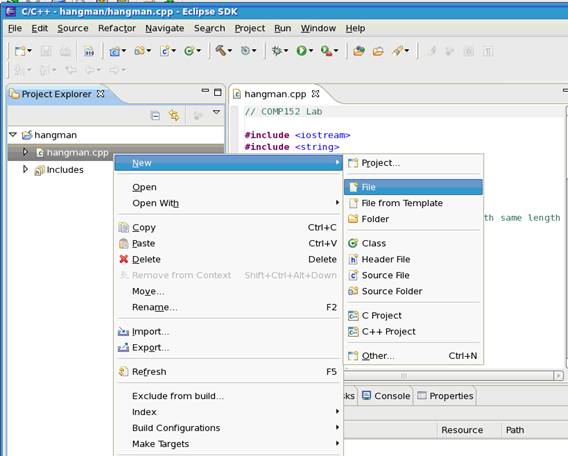 C/C++ - hangman/hangman.cpp - Eclipse SDK
File Edit Source Refactor Navigate Search Project Run Window Help
Project Explorer
hangman.cpp
hangman
hangman.cpp
Includes
// COMP152 Lab
#include <iostream>
#include <string>
th same length
New
Open
Open With
Copy Ctrl+C
Paste Ctrl+V
Delete Delete
Remove from Context Shift+Ctrl+Alt+Down
Move...
Rename... F2
Import...
Export...
Refresh F5
Exclude from build...
Index
Build Configurations
Make Targets
Project...
File
File from Template
Folder
Class
Header File
Source File
Source Folder
C Project
C++ Project
Other... Ctrl+N
ks Console Properties
Resource Path